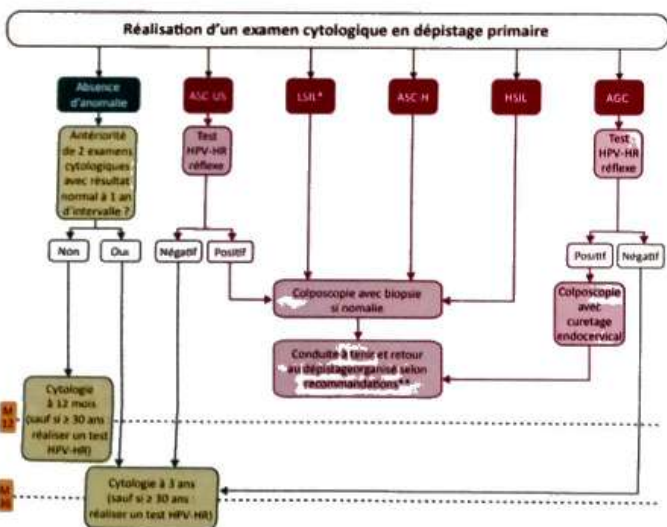 Réalisation d'un examen cytologique en dépistage primaire
Absence
d'anomalie
ASC-US
LSIL*
ASC-H
HSIL
AGC
Antériorité
de 2 examens
cytologiques
avec résultat
normal à 1 an
d'intervalle ?
Test
HPV-HR
réflexe
Test
HPV-HR
réflexe
Non
Oui
Négatif
Positif
Positif
Négatif
Colposcopie avec biopsie
si nomalie
Colposcopie
avec
curetage
endocervical
Conduite à tenir et retour
au dépistageorganisé selon
recommandations**
Cytologie
à 12 mois
(sauf si ≥ 30 ans
réaliser un test
HPV-HR)
M
12
Cytologie à 3 ans
(sauf si ≥ 30 ans
réaliser un test HPV-HR)
M
36